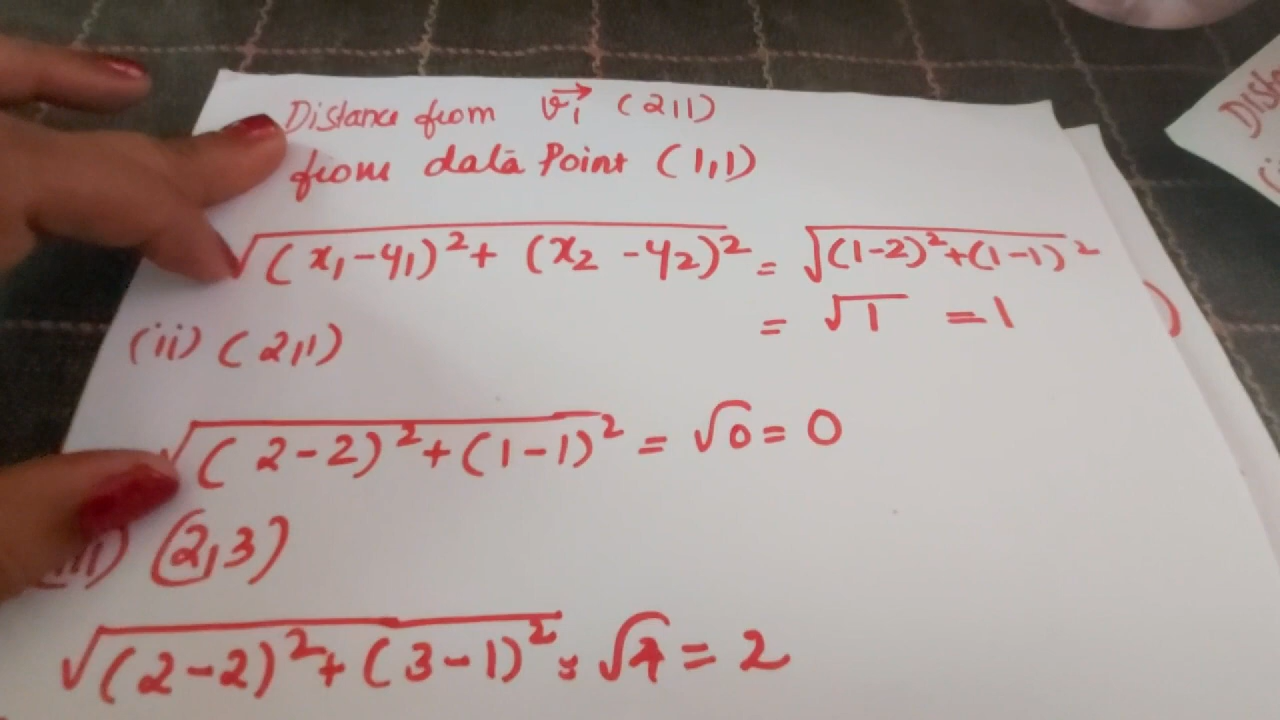 Distance from v₁→ (2,1)
from data Point (1,1)
√(x₁-y₁)²+ (x₂ -y₂)² = √(1-2)²+(1-1)²
= √1 =1
(ii) (2,1)
√(2-2)²+(1-1)² = √0 = 0
(iii) (2,3)
√(2-2)²+(3-1)² = √4 = 2